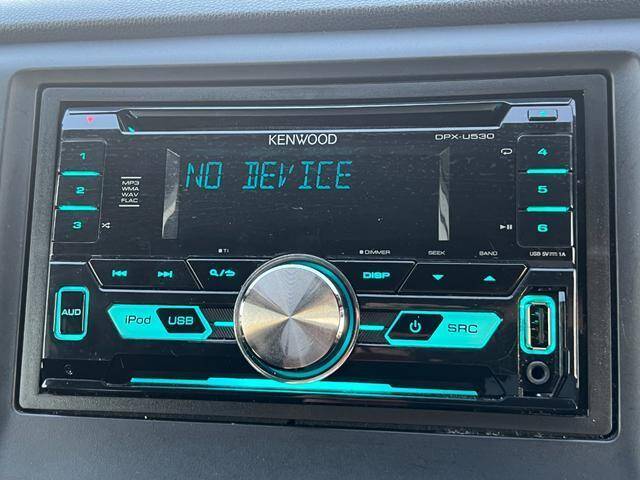 KENWOOD
DPX-U530
NO DEVICE
1
2
3
MP3
WMA
WAV
FLAC
4
5
6
USB 5V 1A
TI
DIMMER
SEEK
BAND
DISP
AUD
iPod
USB
SRC